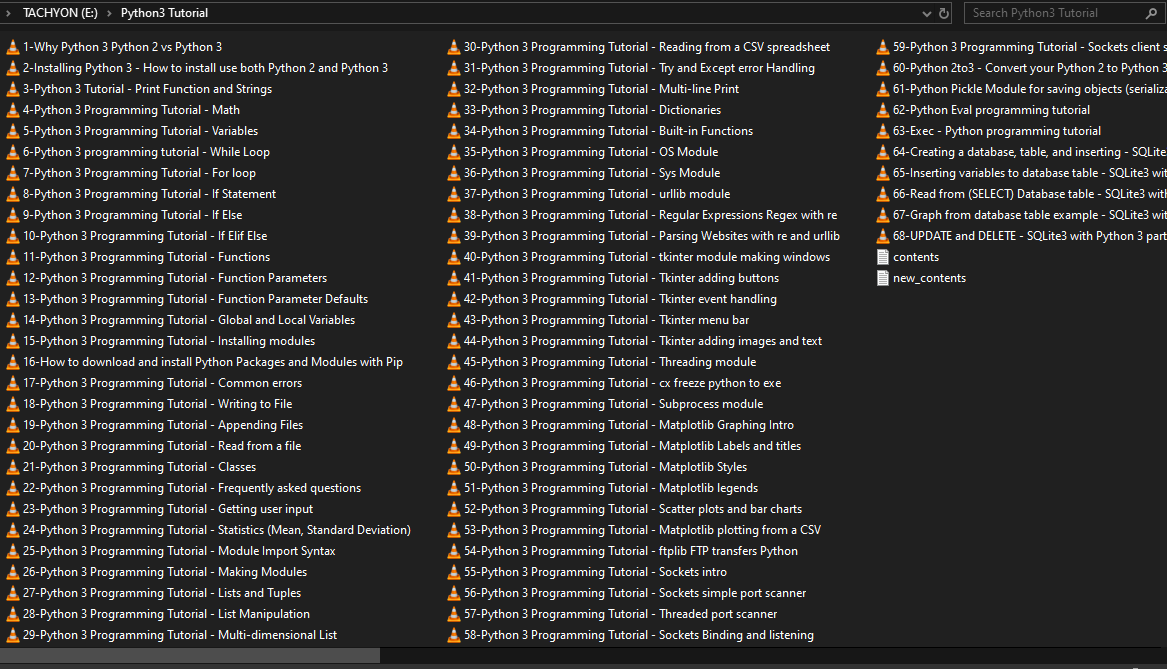 TACHYON (E:) > Python3 Tutorial
Search Python3 Tutorial
1-Why Python 3 Python 2 vs Python 3
2-Installing Python 3 - How to install use both Python 2 and Python 3
3-Python 3 Tutorial - Print Function and Strings
4-Python 3 Programming Tutorial - Math
5-Python 3 Programming Tutorial - Variables
6-Python 3 programming tutorial - While Loop
7-Python 3 Programming Tutorial - For loop
8-Python 3 Programming Tutorial - If Statement
9-Python 3 Programming Tutorial - If Else
10-Python 3 Programming Tutorial - If Elif Else
11-Python 3 Programming Tutorial - Functions
12-Python 3 Programming Tutorial - Function Parameters
13-Python 3 Programming Tutorial - Function Parameter Defaults
14-Python 3 Programming Tutorial - Global and Local Variables
15-Python 3 Programming Tutorial - Installing modules
16-How to download and install Python Packages and Modules with Pip
17-Python 3 Programming Tutorial - Common errors
18-Python 3 Programming Tutorial - Writing to File
19-Python 3 Programming Tutorial - Appending Files
20-Python 3 Programming Tutorial - Read from a file
21-Python 3 Programming Tutorial - Classes
22-Python 3 Programming Tutorial - Frequently asked questions
23-Python 3 Programming Tutorial - Getting user input
24-Python 3 Programming Tutorial - Statistics (Mean, Standard Deviation)
25-Python 3 Programming Tutorial - Module Import Syntax
26-Python 3 Programming Tutorial - Making Modules
27-Python 3 Programming Tutorial - Lists and Tuples
28-Python 3 Programming Tutorial - List Manipulation
29-Python 3 Programming Tutorial - Multi-dimensional List
30-Python 3 Programming Tutorial - Reading from a CSV spreadsheet
31-Python 3 Programming Tutorial - Try and Except error Handling
32-Python 3 Programming Tutorial - Multi-line Print
33-Python 3 Programming Tutorial - Dictionaries
34-Python 3 Programming Tutorial - Built-in Functions
35-Python 3 Programming Tutorial - OS Module
36-Python 3 Programming Tutorial - Sys Module
37-Python 3 Programming Tutorial - urllib module
38-Python 3 Programming Tutorial - Regular Expressions Regex with re
39-Python 3 Programming Tutorial - Parsing Websites with re and urllib
40-Python 3 Programming Tutorial - tkinter module making windows
41-Python 3 Programming Tutorial - Tkinter adding buttons
42-Python 3 Programming Tutorial - Tkinter event handling
43-Python 3 Programming Tutorial - Tkinter menu bar
44-Python 3 Programming Tutorial - Tkinter adding images and text
45-Python 3 Programming Tutorial - Threading module
46-Python 3 Programming Tutorial - cx freeze python to exe
47-Python 3 Programming Tutorial - Subprocess module
48-Python 3 Programming Tutorial - Matplotlib Graphing Intro
49-Python 3 Programming Tutorial - Matplotlib Labels and titles
50-Python 3 Programming Tutorial - Matplotlib Styles
51-Python 3 Programming Tutorial - Matplotlib legends
52-Python 3 Programming Tutorial - Scatter plots and bar charts
53-Python 3 Programming Tutorial - Matplotlib plotting from a CSV
54-Python 3 Programming Tutorial - ftplib FTP transfers Python
55-Python 3 Programming Tutorial - Sockets intro
56-Python 3 Programming Tutorial - Sockets simple port scanner
57-Python 3 Programming Tutorial - Threaded port scanner
58-Python 3 Programming Tutorial - Sockets Binding and listening
59-Python 3 Programming Tutorial - Sockets client s
60-Python 2to3 - Convert your Python 2 to Python 3
61-Python Pickle Module for saving objects (serializa
62-Python Eval programming tutorial
63-Exec - Python programming tutorial
64-Creating a database, table, and inserting - SQLite
65-Inserting variables to database table - SQLite3 wit
66-Read from (SELECT) Database table - SQLite3 with
67-Graph from database table example - SQLite3 wit
68-UPDATE and DELETE - SQLite3 with Python 3 part
contents
new_contents